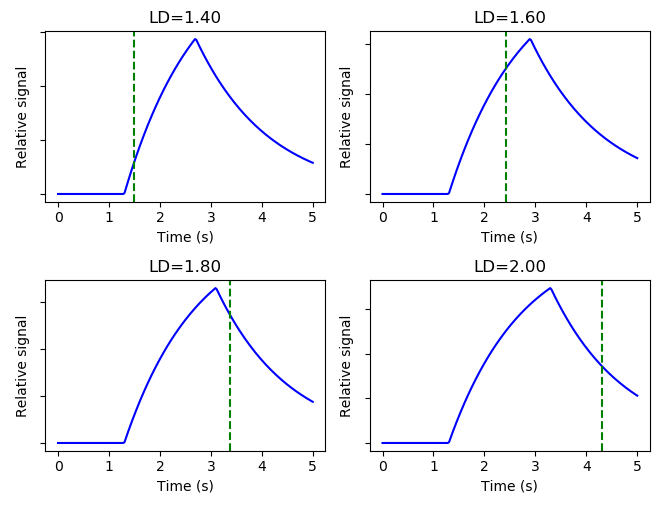 LD=1.40
Relative signal
0 1 2 3 4 5
Time (s)
LD=1.60
Relative signal
0 1 2 3 4 5
Time (s)
LD=1.80
Relative signal
0 1 2 3 4 5
Time (s)
LD=2.00
Relative signal
0 1 2 3 4 5
Time (s)